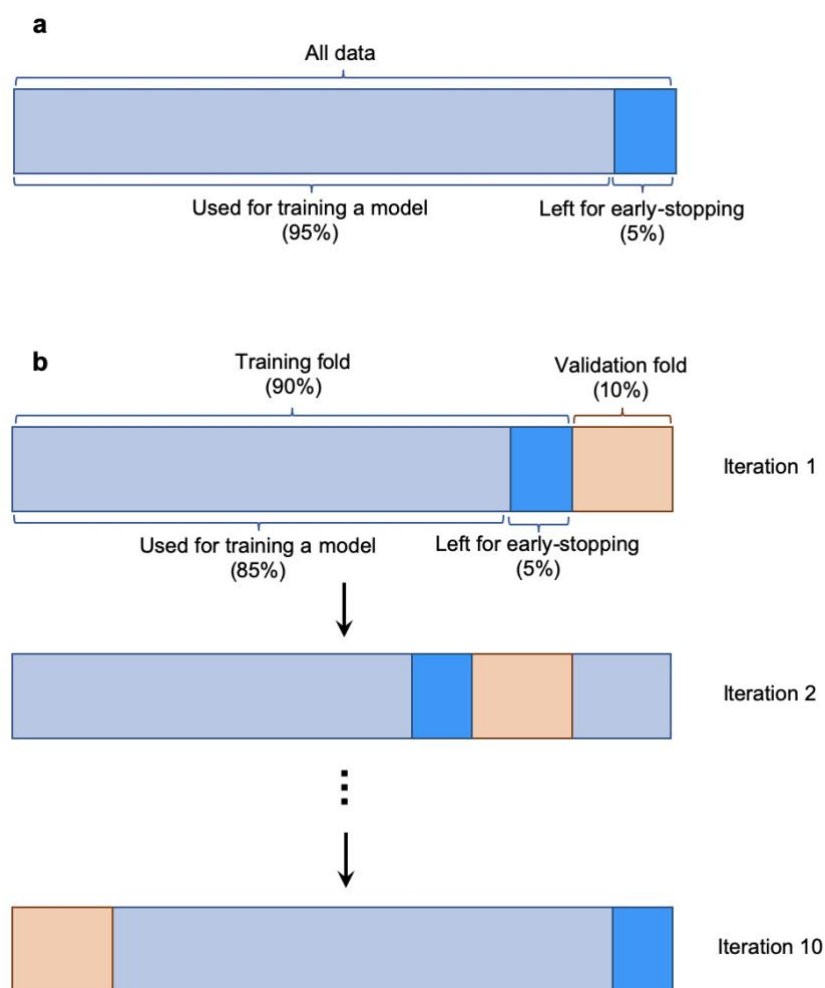 a
All data
Used for training a model
(95%)
Left for early-stopping
(5%)
b
Training fold
(90%)
Validation fold
(10%)
Iteration 1
Used for training a model
(85%)
Left for early-stopping
(5%)
Iteration 2
Iteration 10